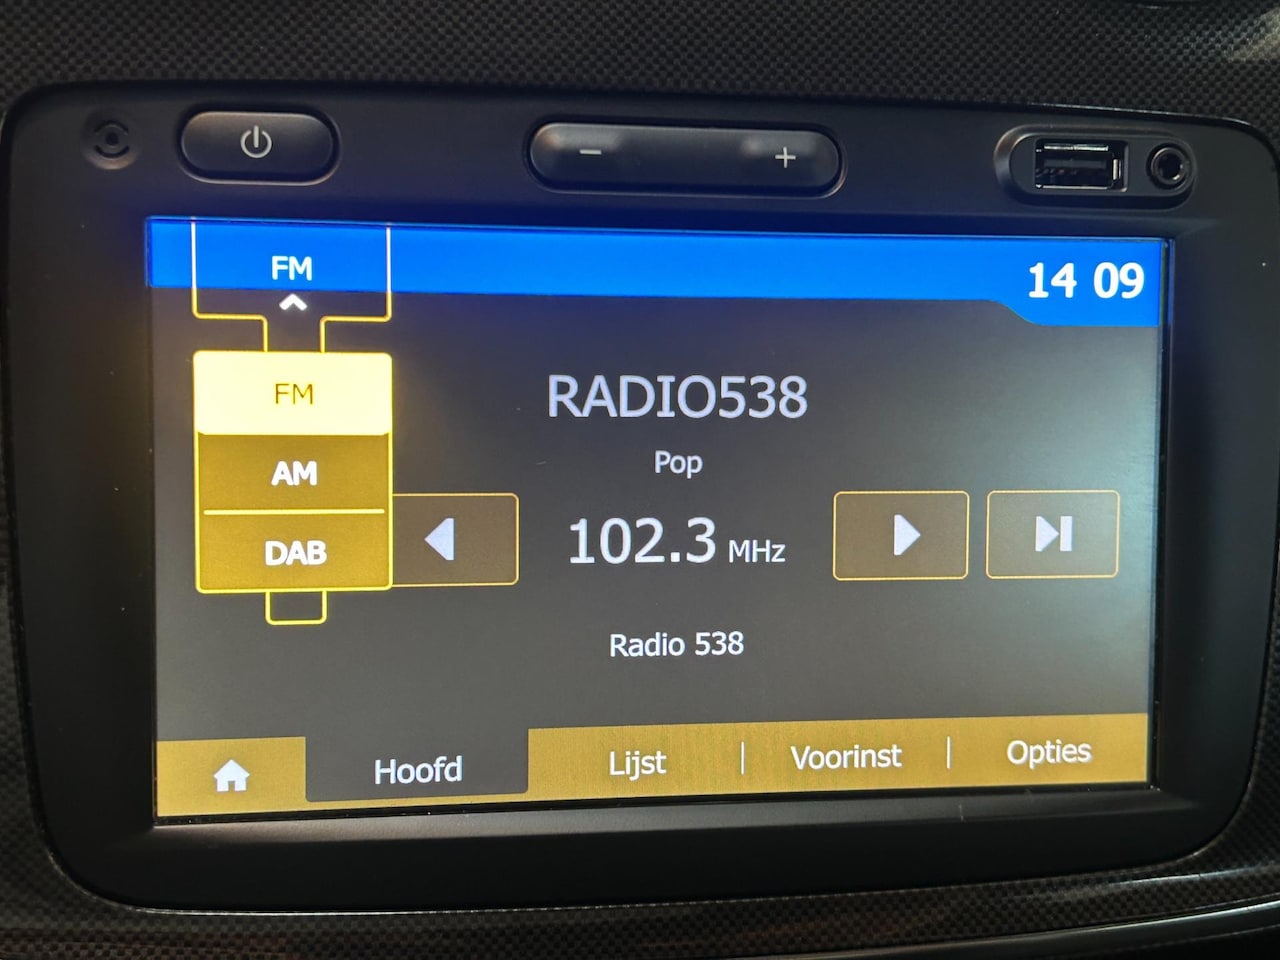 FM
14 09
FM
AM
DAB
RADIO538
Pop
102.3 MHz
Radio 538
Hoofd
Lijst
Voorinst
Opties